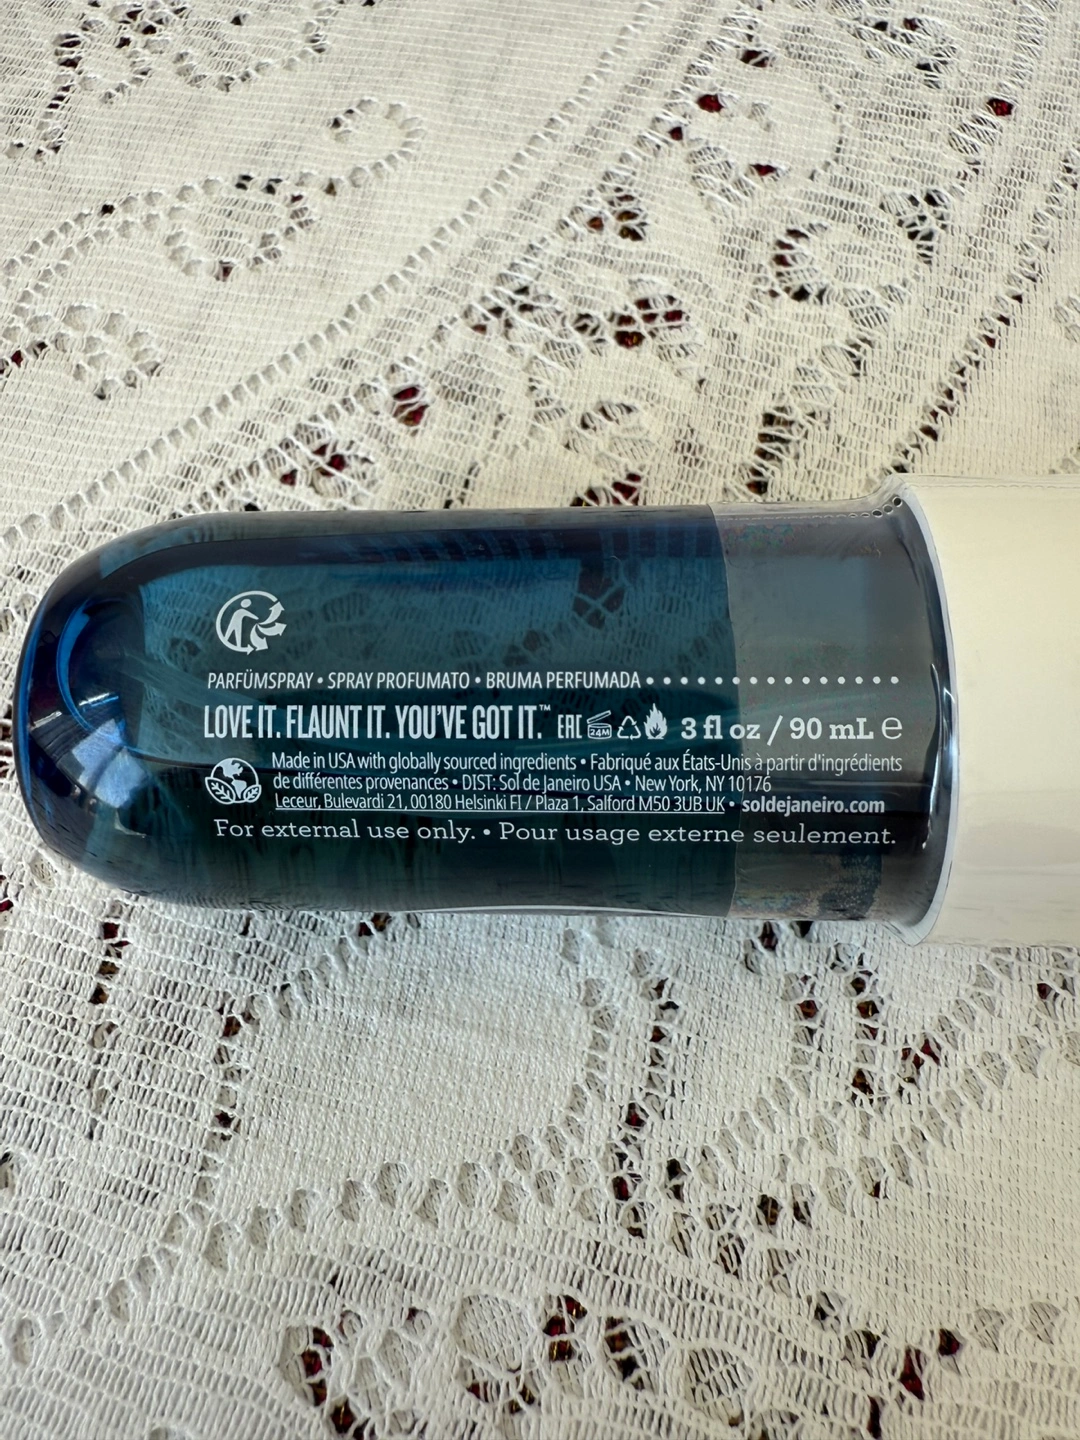 PARFÜMSPRAY • SPRAY PROFUMATO • BRUMA PERFUMADA
LOVE IT. FLAUNT IT. YOU'VE GOT IT.™ EAC 24M 3 fl oz / 90 mL ℮
Made in USA with globally sourced ingredients • Fabriqué aux États-Unis à partir d'ingrédients
de différentes provenances • DIST: Sol de Janeiro USA • New York, NY 10176
Leceur, Bulevardi 21, 00180 Helsinki FI / Plaza 1, Salford M50 3UB UK • soldejaneiro.com
For external use only. • Pour usage externe seulement.